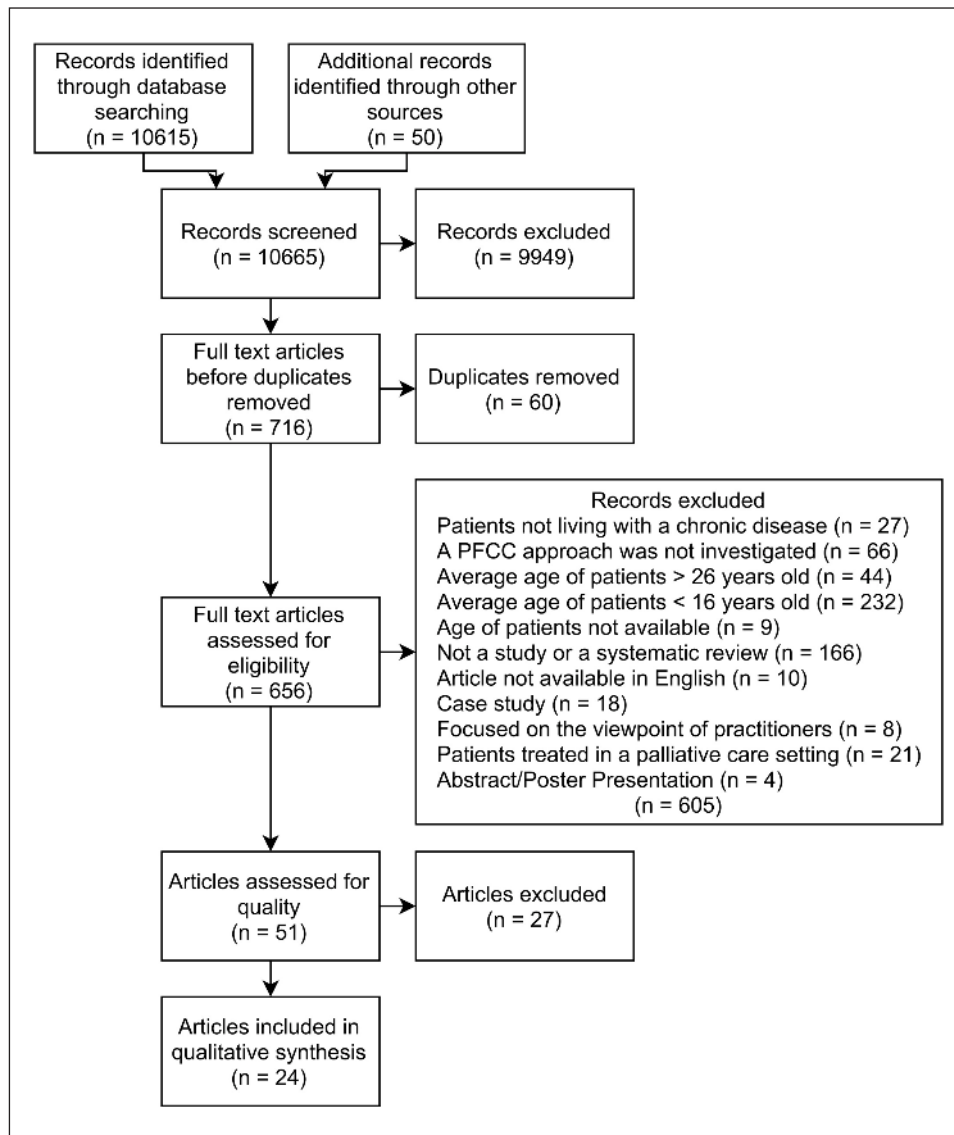 Records identified
through database
searching
(n = 10615)
Additional records
identified through other
sources
(n = 50)
Records screened
(n = 10665)
Records excluded
(n = 9949)
Full text articles
before duplicates
removed
(n = 716)
Duplicates removed
(n = 60)
Full text articles
assessed for
eligibility
(n = 656)
Records excluded
Patients not living with a chronic disease (n = 27)
A PFCC approach was not investigated (n = 66)
Average age of patients > 26 years old (n = 44)
Average age of patients < 16 years old (n = 232)
Age of patients not available (n = 9)
Not a study or a systematic review (n = 166)
Article not available in English (n = 10)
Case study (n = 18)
Focused on the viewpoint of practitioners (n = 8)
Patients treated in a palliative care setting (n = 21)
Abstract/Poster Presentation (n = 4)
(n = 605)
Articles assessed for
quality
(n = 51)
Articles excluded
(n = 27)
Articles included in
qualitative synthesis
(n = 24)